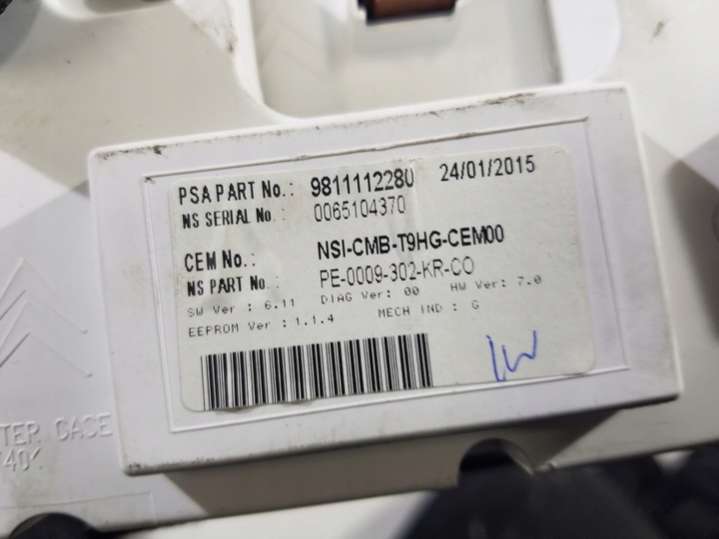 PSA PART No.: 9811112280 24/01/2015
NS SERIAL No.: 0065104370
CEM No.: NSI-CMB-T9HG-CEM00
NS PART No.: PE-0009-302-KR-CO
SW Ver : 6.11 DIAG Ver: 00 HW Ver: 7.0
EEPROM Ver : 1.1.4 MECH IND : G
TER CASE
40<